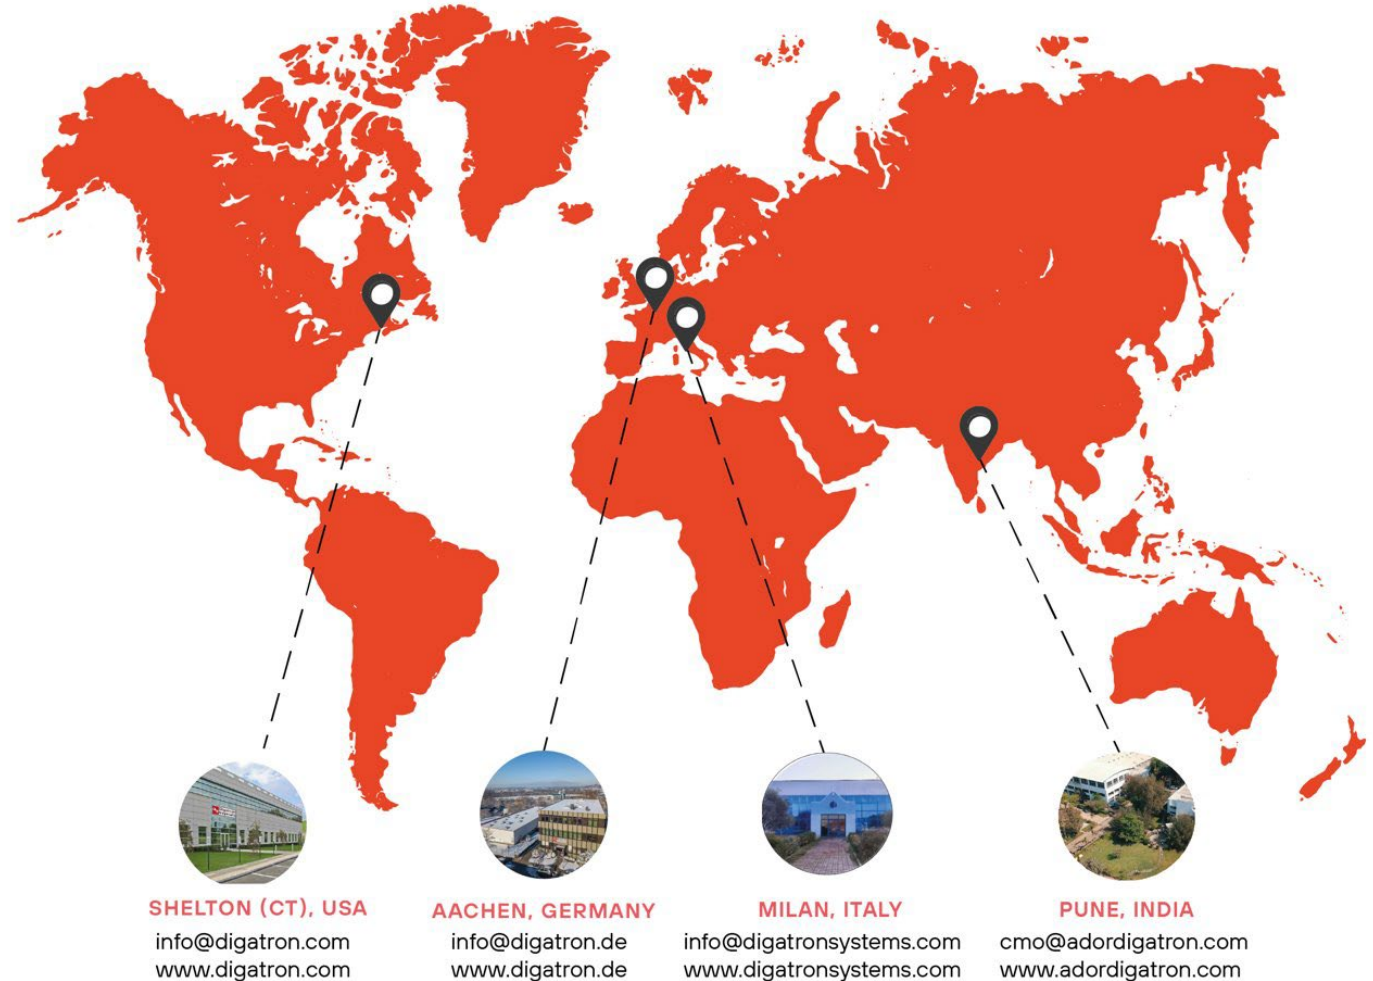 SHELTON (CT), USA
info@digatron.com
www.digatron.com
AACHEN, GERMANY
info@digatron.de
www.digatron.de
MILAN, ITALY
info@digatronsystems.com
www.digatronsystems.com
PUNE, INDIA
cmo@adordigatron.com
www.adordigatron.com